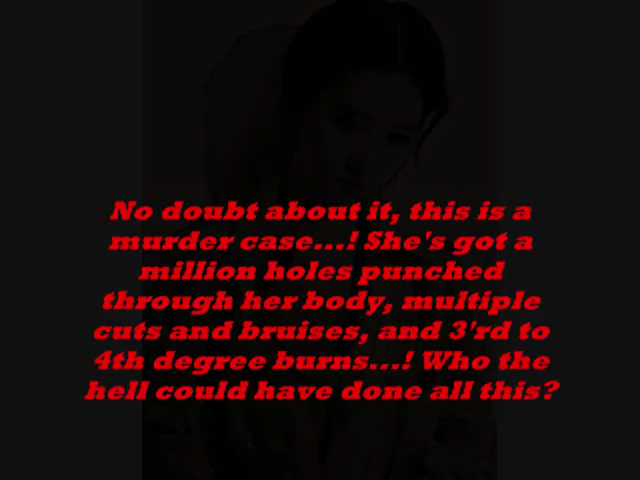 No doubt about it, this is a
murder case...! She's got a
million holes punched
through her body, multiple
cuts and bruises, and 3'rd to
4th degree burns...! Who the
hell could have done all this?